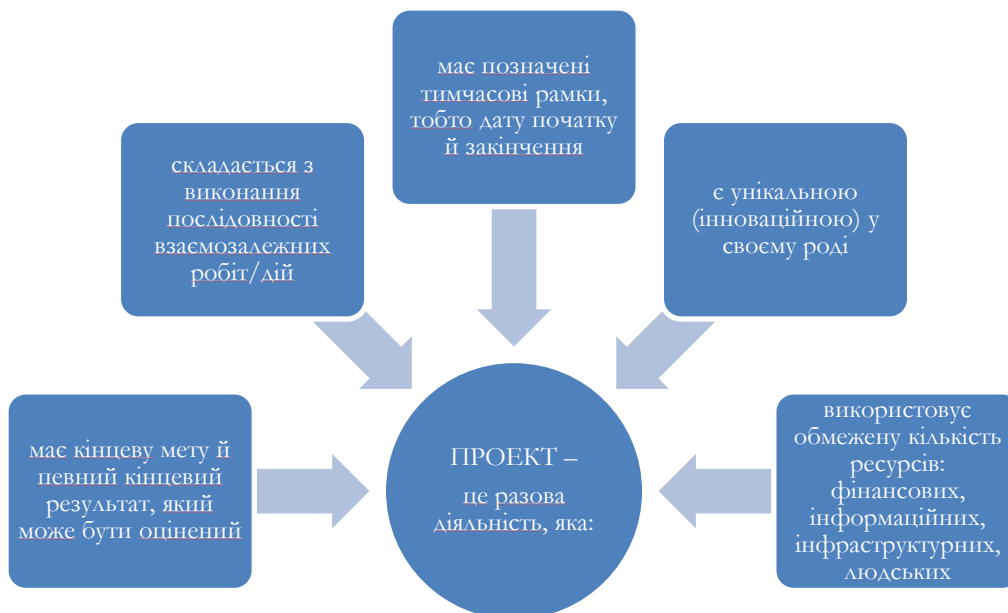 має позначені
тимчасові рамки,
тобто дату початку
й закінчення
складається з
виконання
послідовності
взаємозалежних
робіт/дій
є унікальною
(інноваційною) у
своєму роді
має кінцеву мету й
певний кінцевий
результат, який
може бути оцінений
ПРОЕКТ –
це разова
діяльність, яка:
використовує
обмежену кількість
ресурсів:
фінансових,
інформаційних,
інфраструктурних,
людських